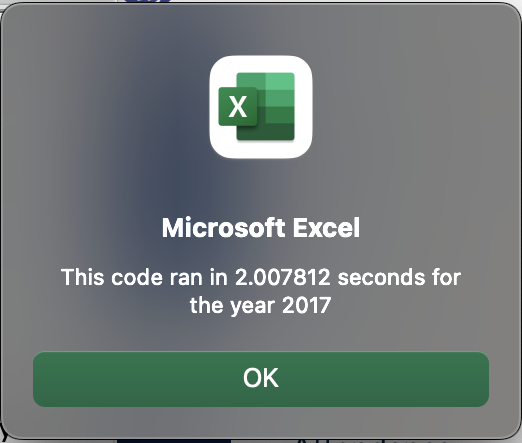 X
Microsoft Excel
This code ran in 2.007812 seconds for
the year 2017
OK